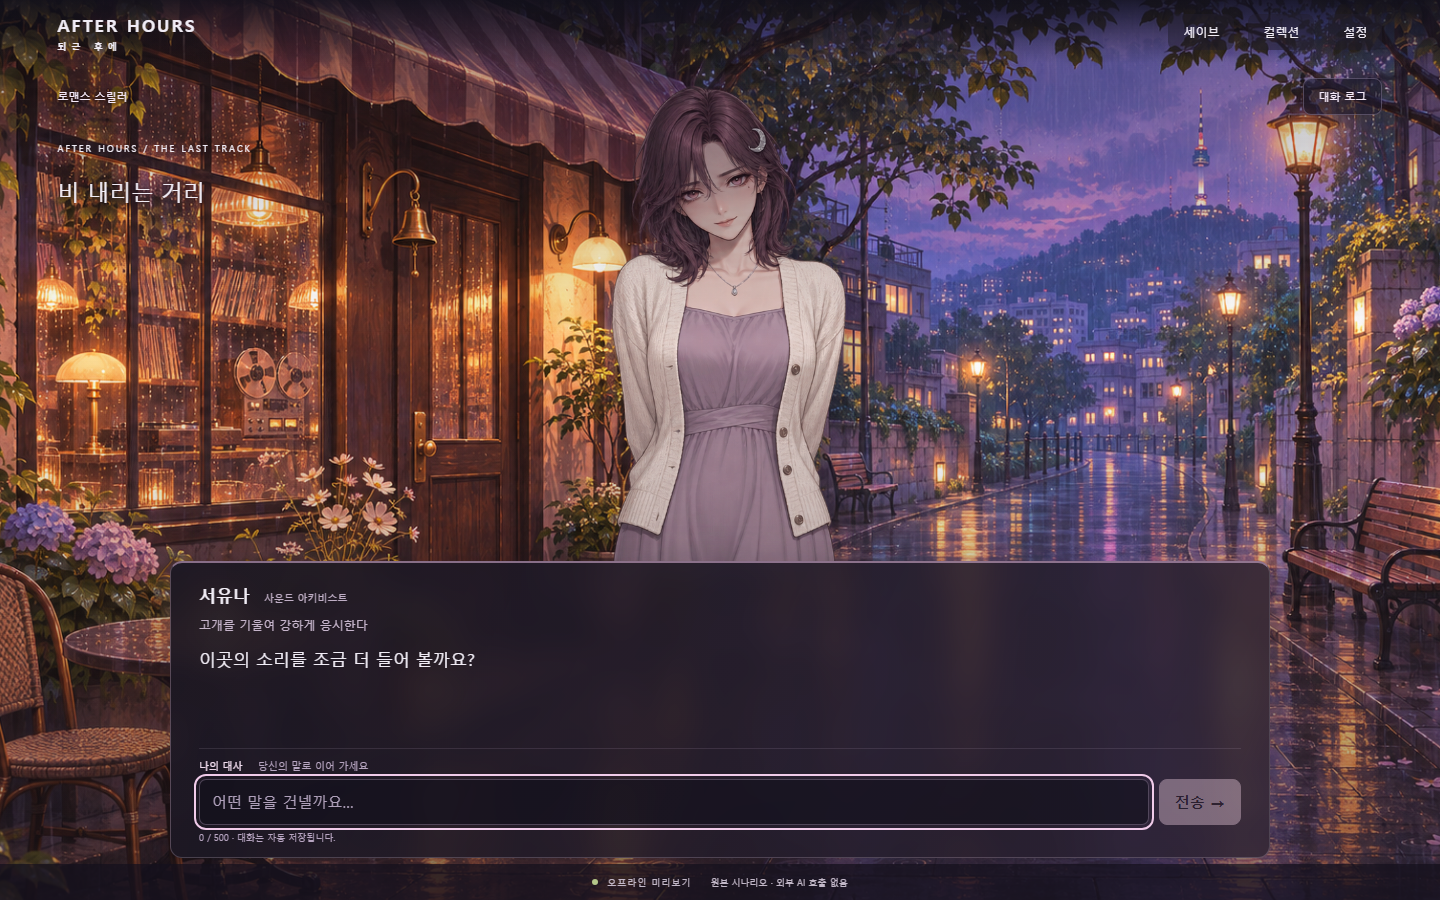 AFTER HOURS
퇴근 후에
세이브 컬렉션 설정
로맨스 스릴러
대화 로그
AFTER HOURS / THE LAST TRACK
비 내리는 거리
서유나 사운드 아키비스트
고개를 기울여 강하게 응시한다
이곳의 소리를 조금 더 들어 볼까요?
나의 대사 당신의 말로 이어 가세요
어떤 말을 건넬까요...
전송 →
0 / 500 · 대화는 자동 저장됩니다.
오프라인 미리보기 원본 시나리오 · 외부 AI 호출 없음